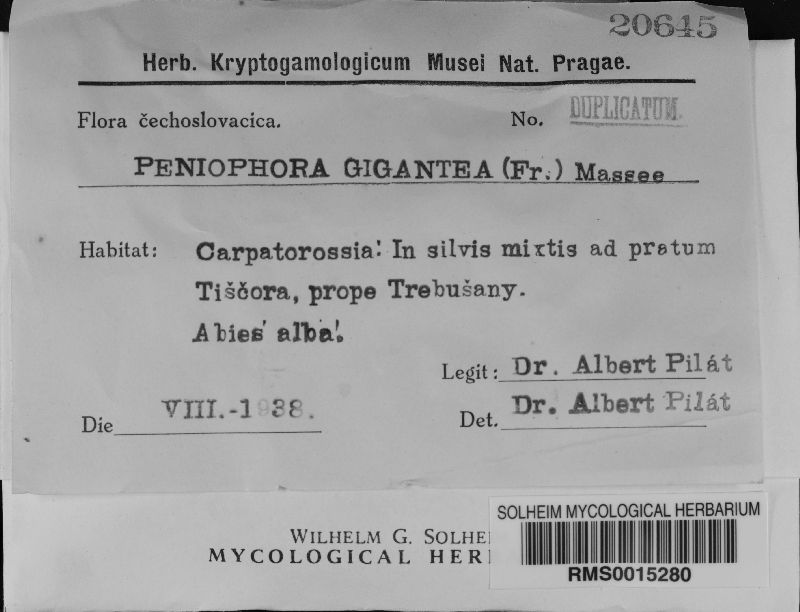 20645
Herb. Kryptogamologicum Musei Nat. Pragae.
Flora čechoslovacica. No. DUPLICATUM.
PENIOPHORA GIGANTEA (Fr.) Massee
Habitat: Carpatorossia! In silvis mixtis ad pratum
Tiščora, prope Trebušany.
Abies alba!.
Legit: Dr. Albert Pilát
Die VIII.-1938.
Det. Dr. Albert Pilát
SOLHEIM MYCOLOGICAL HERBARIUM
RMS0015280
WILHELM G. SOLHE
MYCOLOGICAL HER